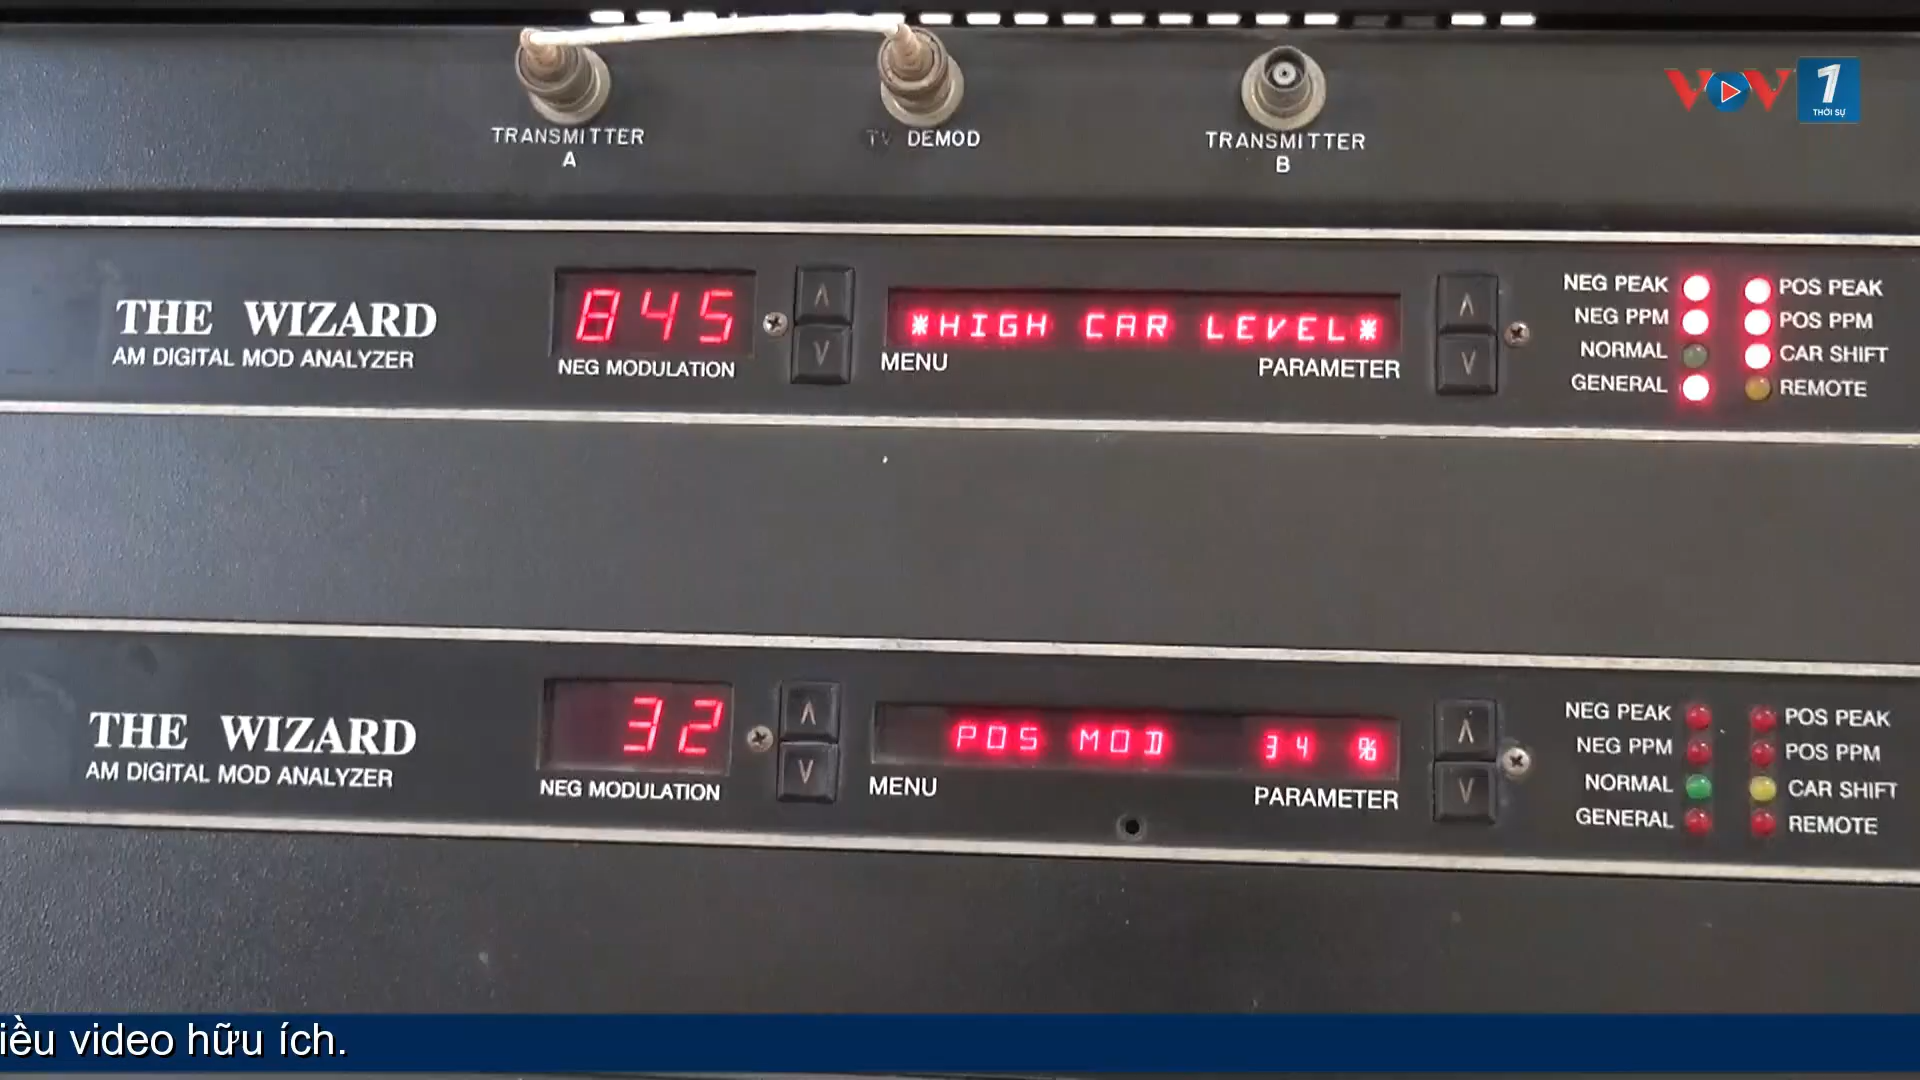 TRANSMITTER
A
TV DEMOD
TRANSMITTER
B
VOV 1
THỜI SỰ
THE WIZARD
AM DIGITAL MOD ANALYZER
845
NEG MODULATION
∧
∨
*HIGH CAR LEVEL*
MENU
PARAMETER
∧
∨
NEG PEAK
NEG PPM
NORMAL
GENERAL
POS PEAK
POS PPM
CAR SHIFT
REMOTE
THE WIZARD
AM DIGITAL MOD ANALYZER
32
NEG MODULATION
∧
∨
POS MOD 34 %
MENU
PARAMETER
∧
∨
NEG PEAK
NEG PPM
NORMAL
GENERAL
POS PEAK
POS PPM
CAR SHIFT
REMOTE
iều video hữu ích.